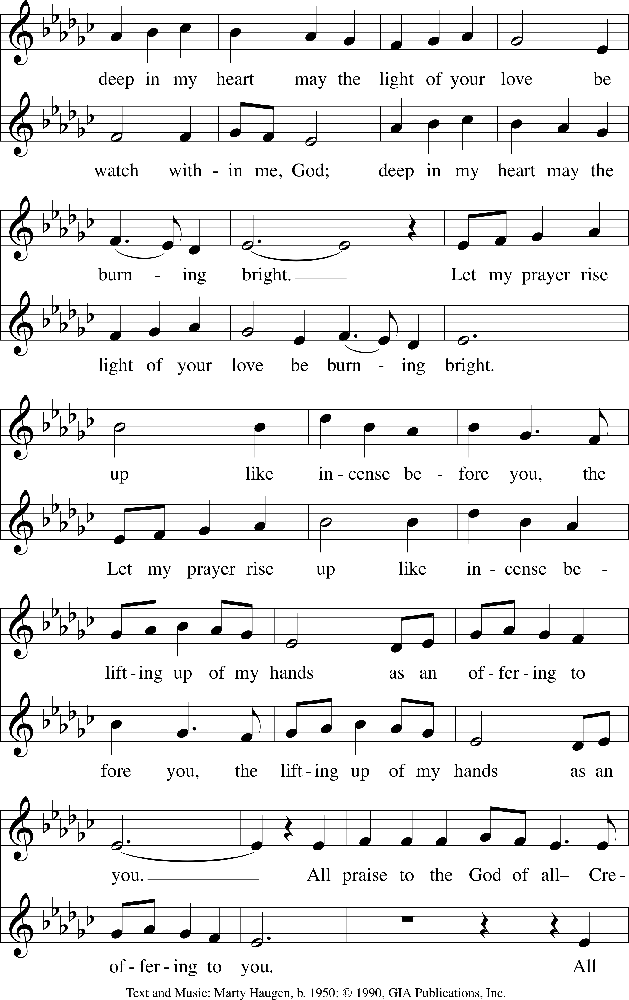 deep in my heart may the light of your love be
watch with - in me, God; deep in my heart may the
burn - ing bright. Let my prayer rise
light of your love be burn - ing bright.
up like in - cense be - fore you, the
Let my prayer rise up like in - cense be -
lift - ing up of my hands as an of - fer - ing to
fore you, the lift - ing up of my hands as an
you. All praise to the God of all– Cre -
of - fer - ing to you. All
Text and Music: Marty Haugen, b. 1950; © 1990, GIA Publications, Inc.